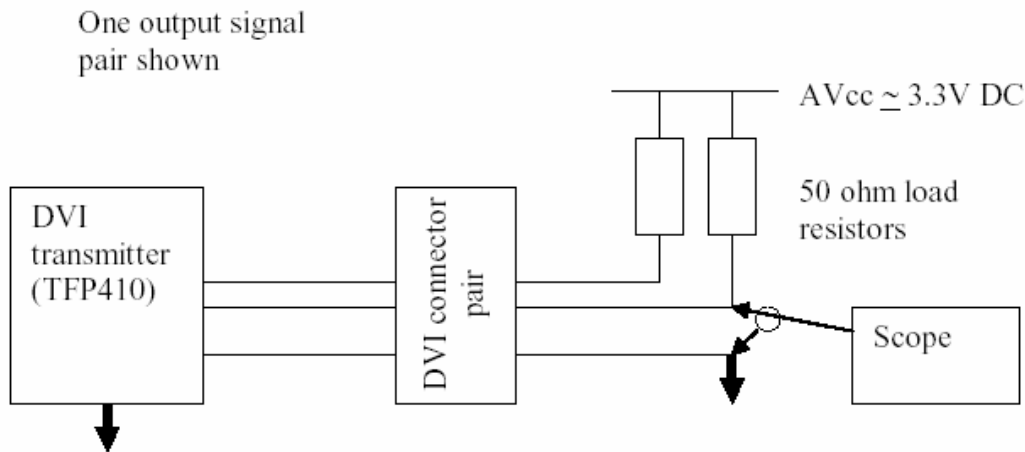 One output signal
pair shown
AVcc ~ 3.3V DC
DVI
transmitter
(TFP410)
DVI connector
pair
50 ohm load
resistors
Scope